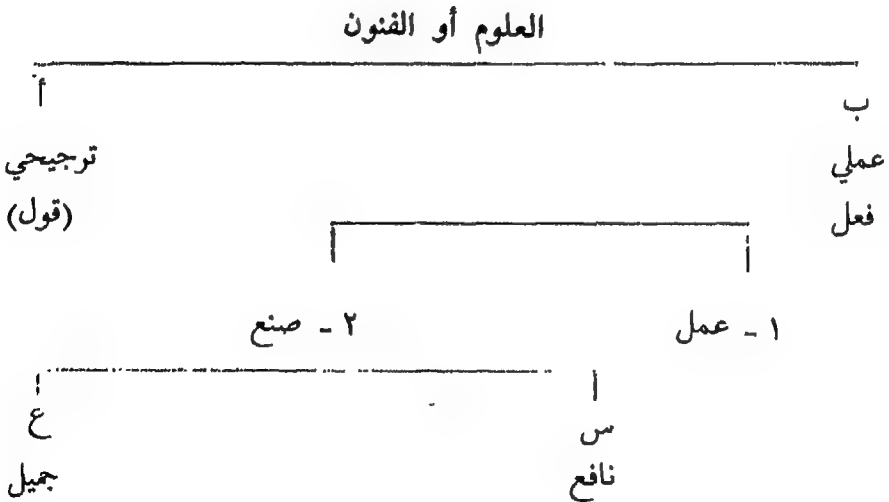 العلوم أو الفنون
ب أ
عملي ترجيحي
فعل (قول)
١ - عمل ٢ - صنع
س ع
نافع جميل